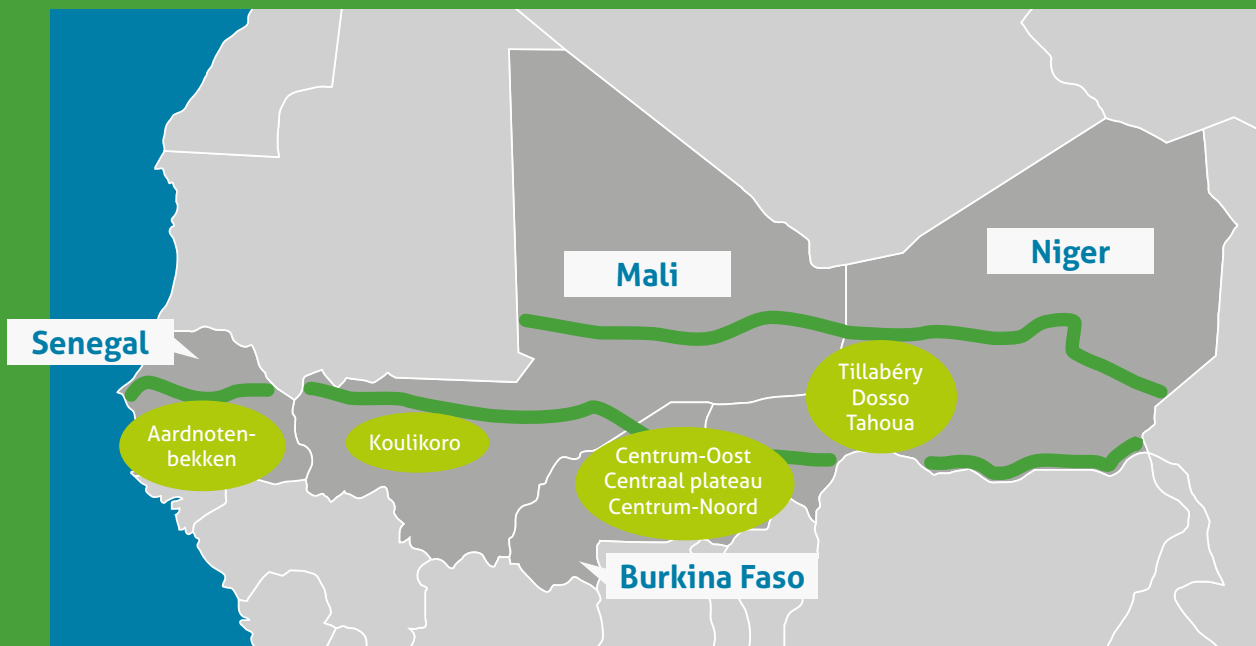 Mali
Niger
Senegal
Tillabéry
Dosso
Tahoua
Aardnoten-
bekken
Koulikoro
Centrum-Oost
Centraal plateau
Centrum-Noord
Burkina Faso